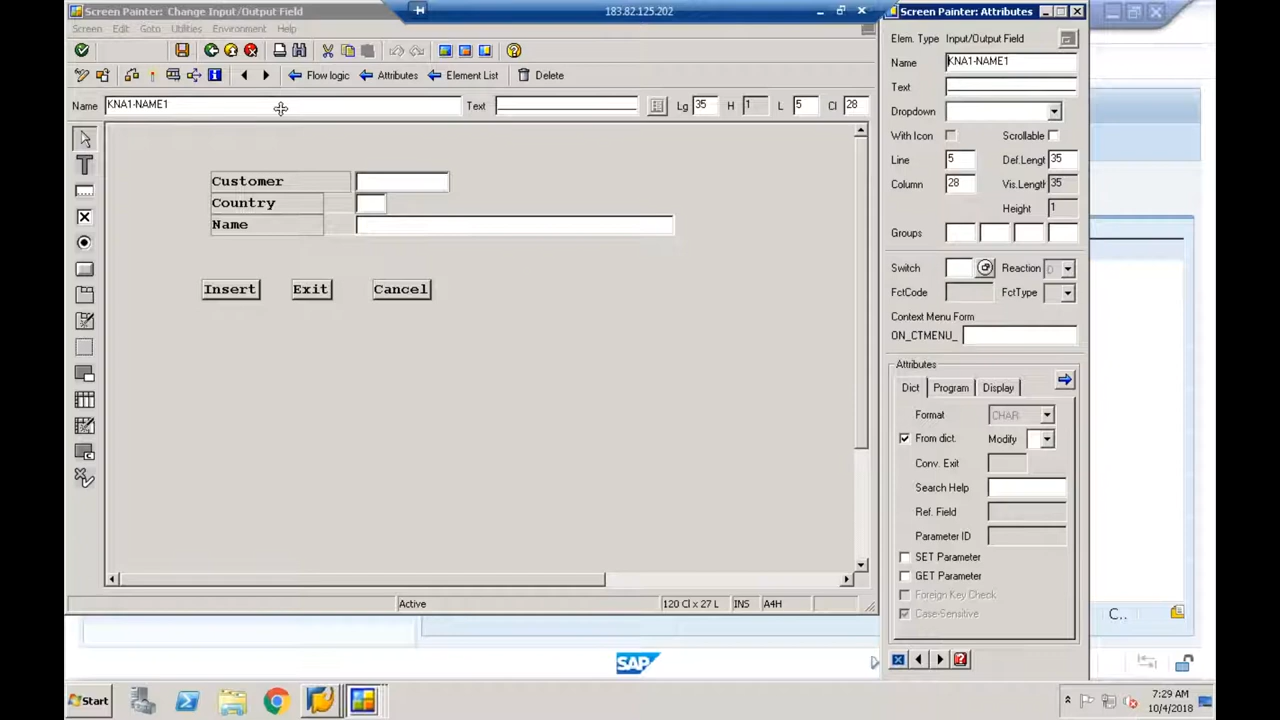 Screen Painter: Change Input/Output Field
183.82.125.202
Screen Painter: Attributes
Screen Edit Goto Utilities Environment Help
Flow logic Attributes Element List Delete
Name KNA1-NAME1 Text Lg 35 H 1 L 5 Cl 28
Customer
Country
Name
Insert Exit Cancel
Active 120 Cl x 27 L INS A4H
Elem. Type Input/Output Field
Name KNA1-NAME1
Text
Dropdown
With Icon Scrollable
Line 5 Def.Lengt 35
Column 28 Vis.Lengt 35
Height 1
Groups
Switch Reaction D
FctCode FctType
Context Menu Form
ON_CTMENU_
Attributes
Dict Program Display
Format CHAR
From dict. Modify
Conv. Exit
Search Help
Ref. Field
Parameter ID
SET Parameter
GET Parameter
Foreign Key Check
Case-Sensitive
C..
SAP
Start
7:29 AM
10/4/2018